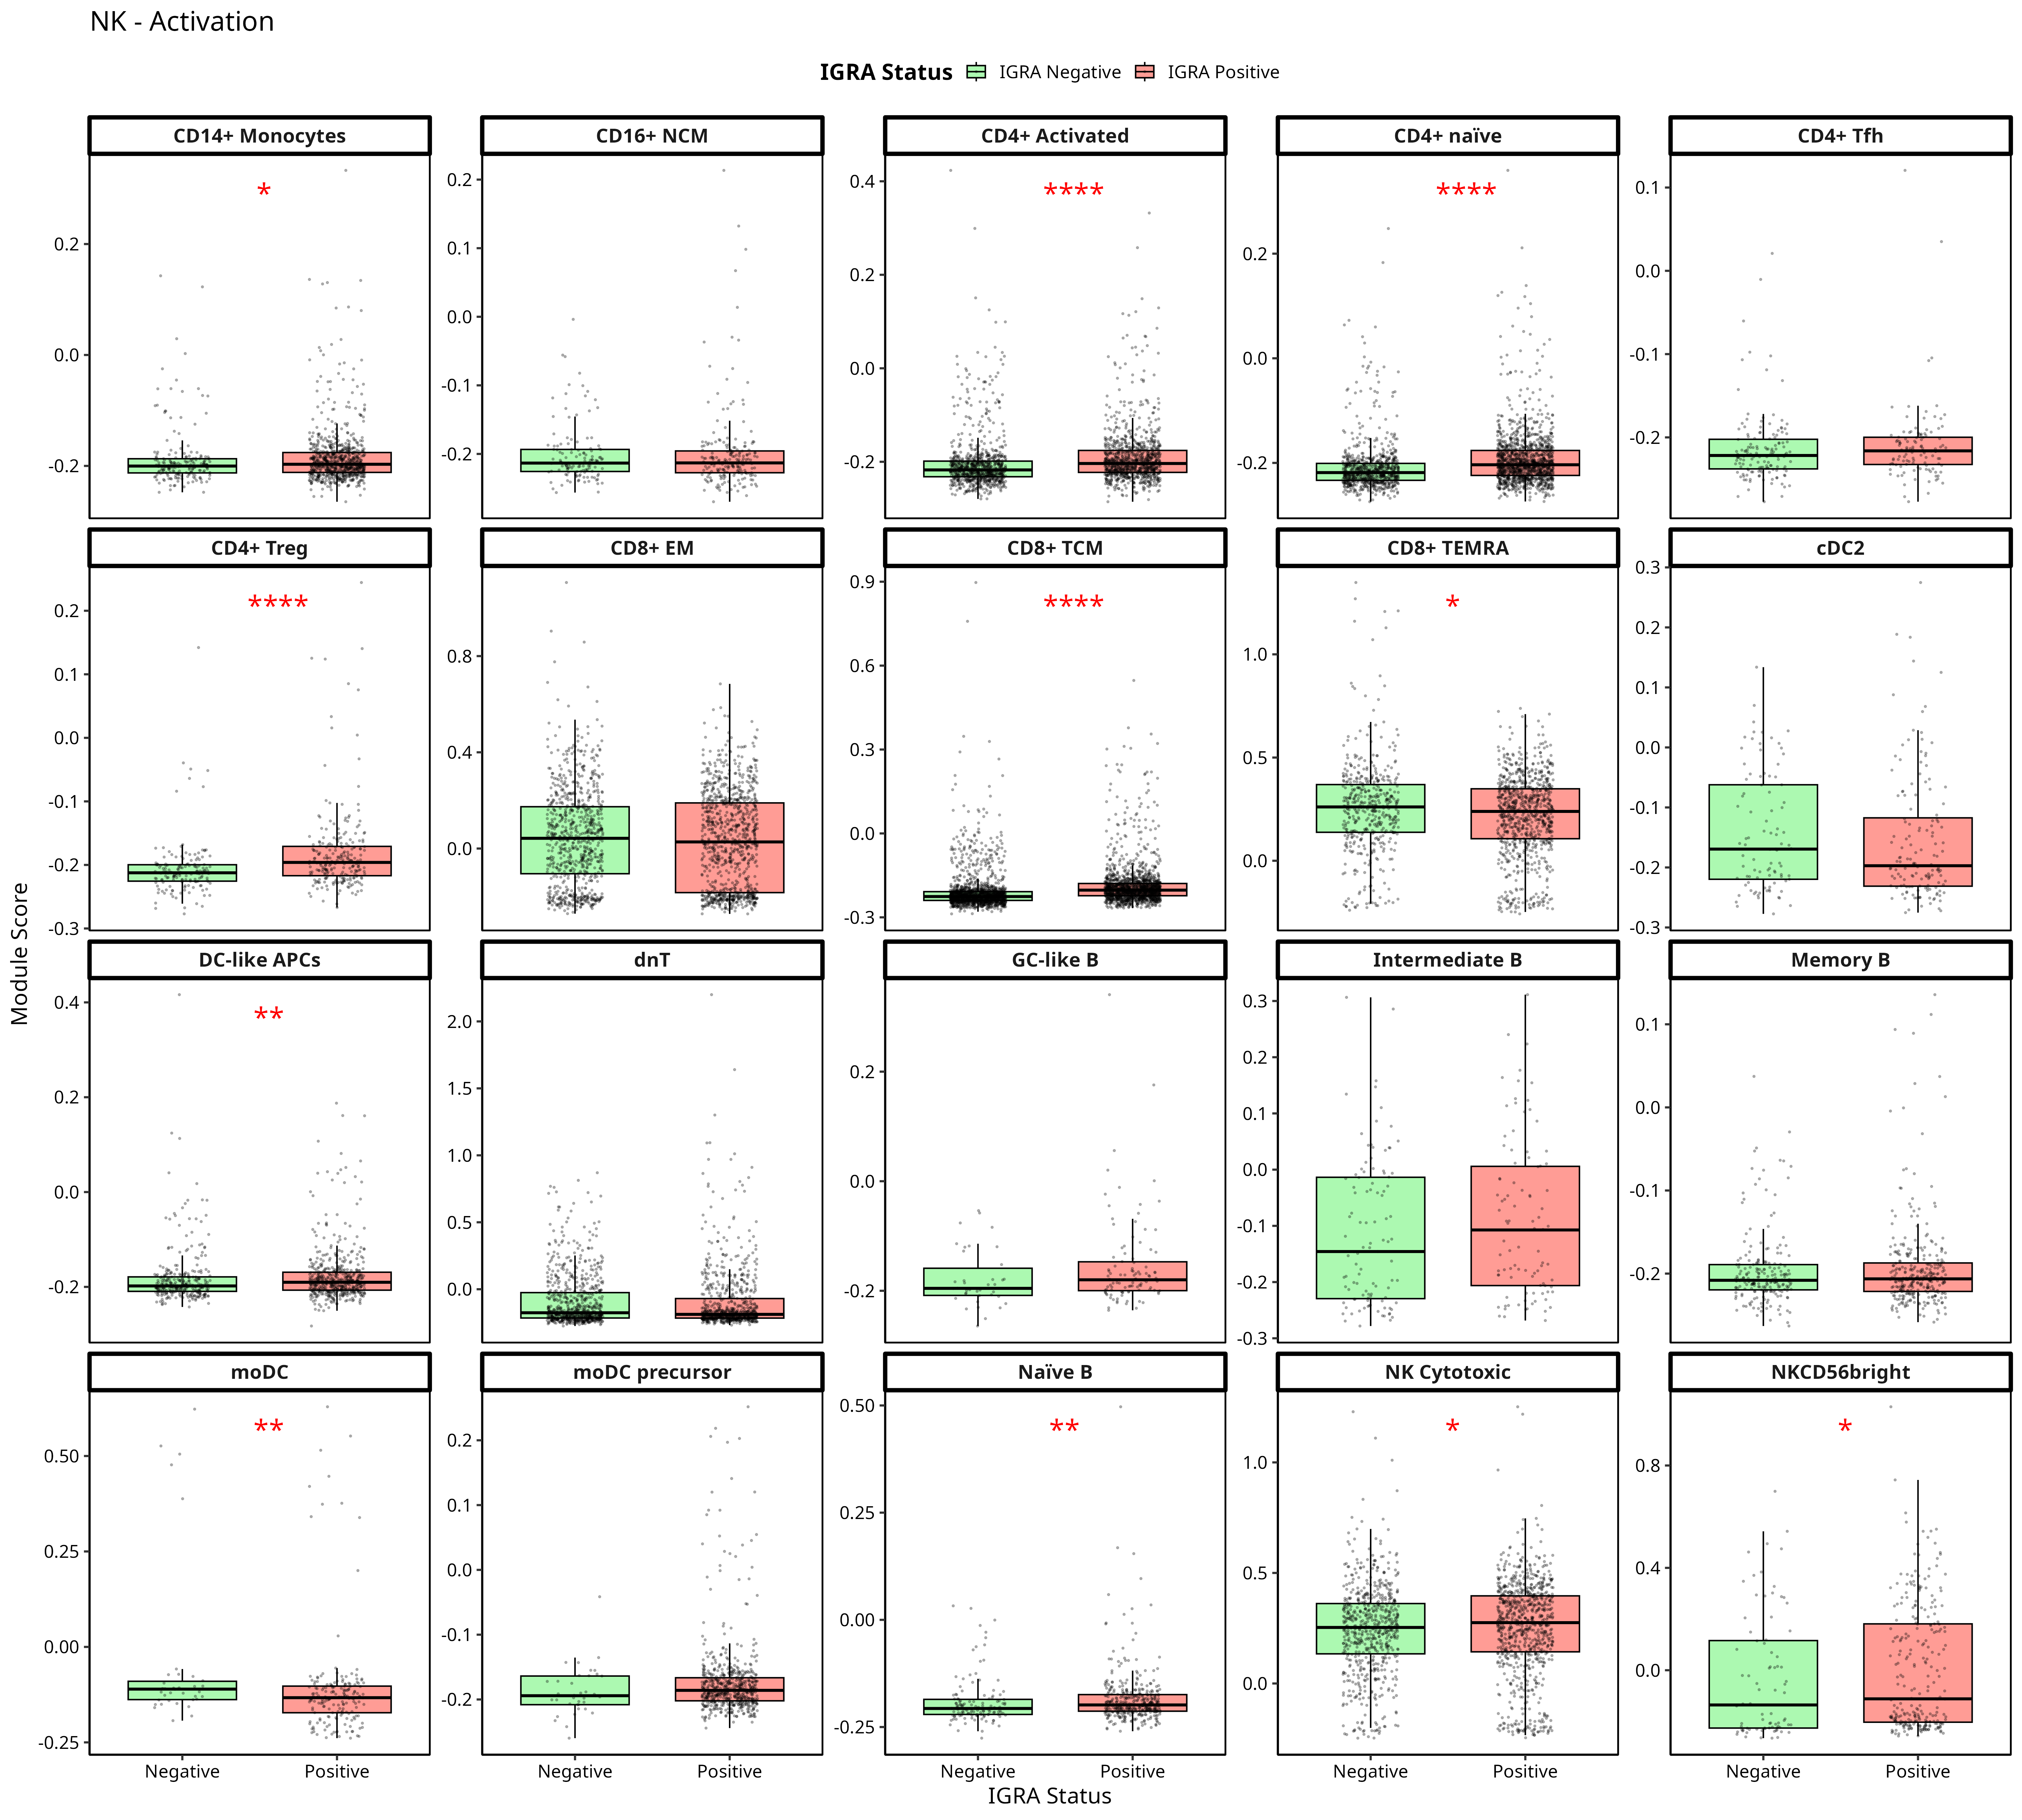 NK - Activation
IGRA Status IGRA Negative IGRA Positive
CD14+ Monocytes CD16+ NCM CD4+ Activated CD4+ naïve CD4+ Tfh
* **** ****
0.2 0.0 -0.2
0.2 0.1 0.0 -0.1 -0.2
0.4 0.2 0.0 -0.2
0.2 0.0 -0.2
0.1 0.0 -0.1 -0.2
CD4+ Treg CD8+ EM CD8+ TCM CD8+ TEMRA cDC2
**** **** *
0.2 0.1 0.0 -0.1 -0.2 -0.3
0.8 0.4 0.0
0.9 0.6 0.3 0.0 -0.3
1.0 0.5 0.0
0.3 0.2 0.1 0.0 -0.1 -0.2 -0.3
Module Score
DC-like APCs dnT GC-like B Intermediate B Memory B
**
0.4 0.2 0.0 -0.2
2.0 1.5 1.0 0.5 0.0
0.2 0.0 -0.2
0.3 0.2 0.1 0.0 -0.1 -0.2 -0.3
0.1 0.0 -0.1 -0.2
moDC moDC precursor Naïve B NK Cytotoxic NKCD56bright
** ** * *
0.50 0.25 0.00 -0.25
0.2 0.1 0.0 -0.1 -0.2
0.50 0.25 0.00 -0.25
1.0 0.5 0.0
0.8 0.4 0.0
Negative Positive Negative Positive Negative Positive Negative Positive Negative Positive
IGRA Status